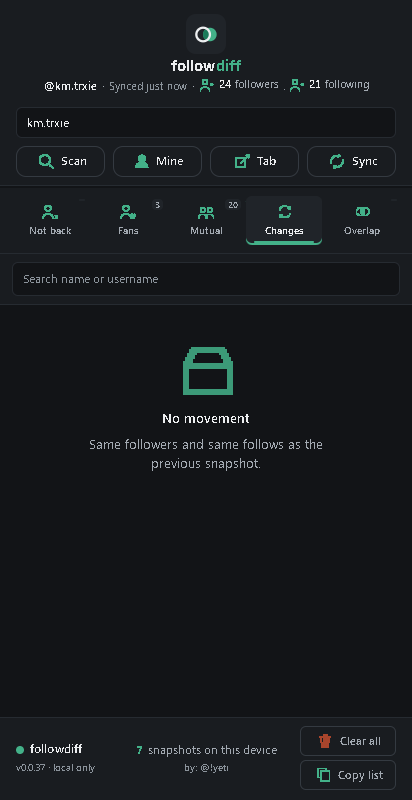 followdiff
@km.trxie · Synced just now · 24 followers · 21 following
km.trxie
Scan Mine Tab Sync
Not back
Fans 3
Mutual 20
Changes
Overlap
Search name or username
No movement
Same followers and same follows as the
previous snapshot.
followdiff
v0.0.37 · local only
7 snapshots on this device
by: @!yeti
Clear all
Copy list